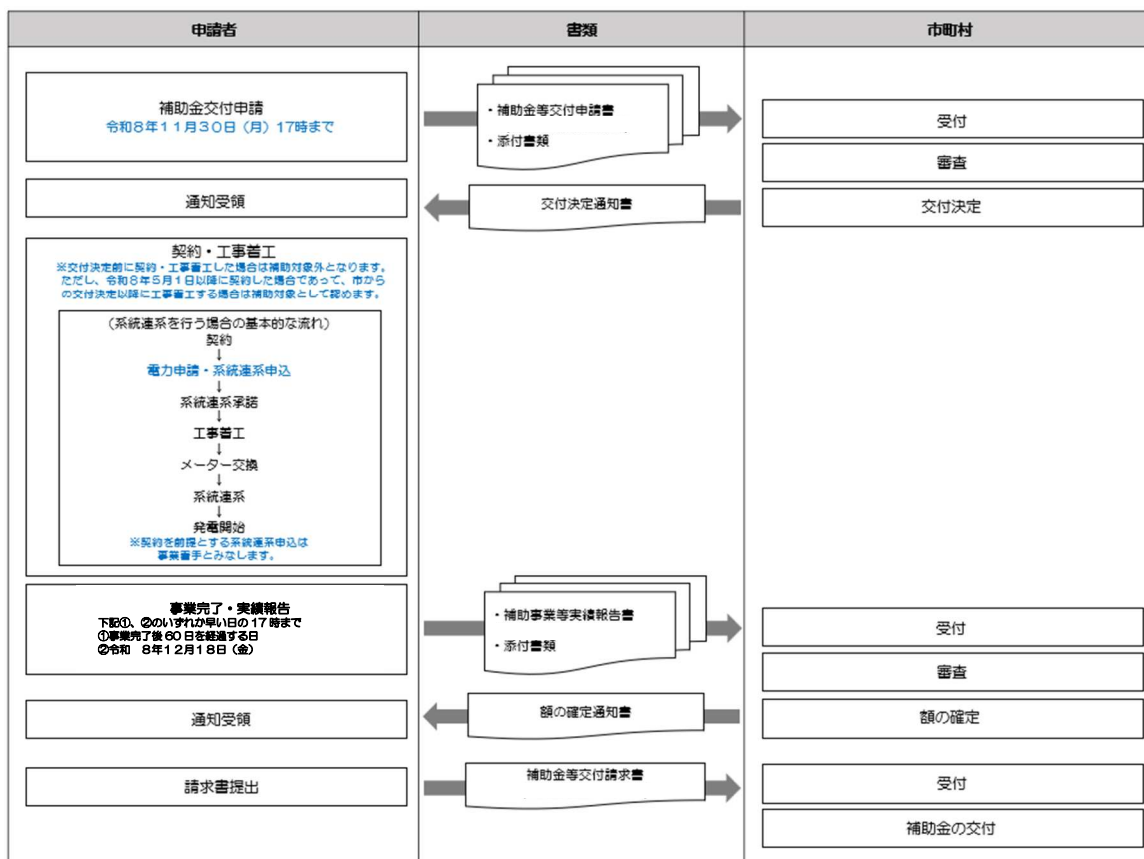 申請者
書類
市町村
補助金交付申請
令和8年11月30日(月)17時まで
・補助金等交付申請書
・添付書類
受付
審査
通知受領
交付決定通知書
交付決定
契約・工事着工
※交付決定前に契約・工事着工した場合は補助対象外となります。
ただし、令和8年5月1日以降に契約した場合であって、市から
の交付決定以降に工事着工する場合は補助対象として認めます。
(系統連系を行う場合の基本的な流れ)
契約
↓
電力申請・系統連系申込
↓
系統連系承諾
↓
工事着工
↓
メーター交換
↓
系統連系
↓
発電開始
※契約を前提とする系統連系申込は
事業着手とみなします。
事業完了・実績報告
下記①、②のいずれか早い日の17時まで
①事業完了後60日を経過する日
②令和 8年12月18日(金)
・補助事業等実績報告書
・添付書類
受付
審査
通知受領
額の確定通知書
額の確定
請求書提出
補助金等交付請求書
受付
補助金の交付